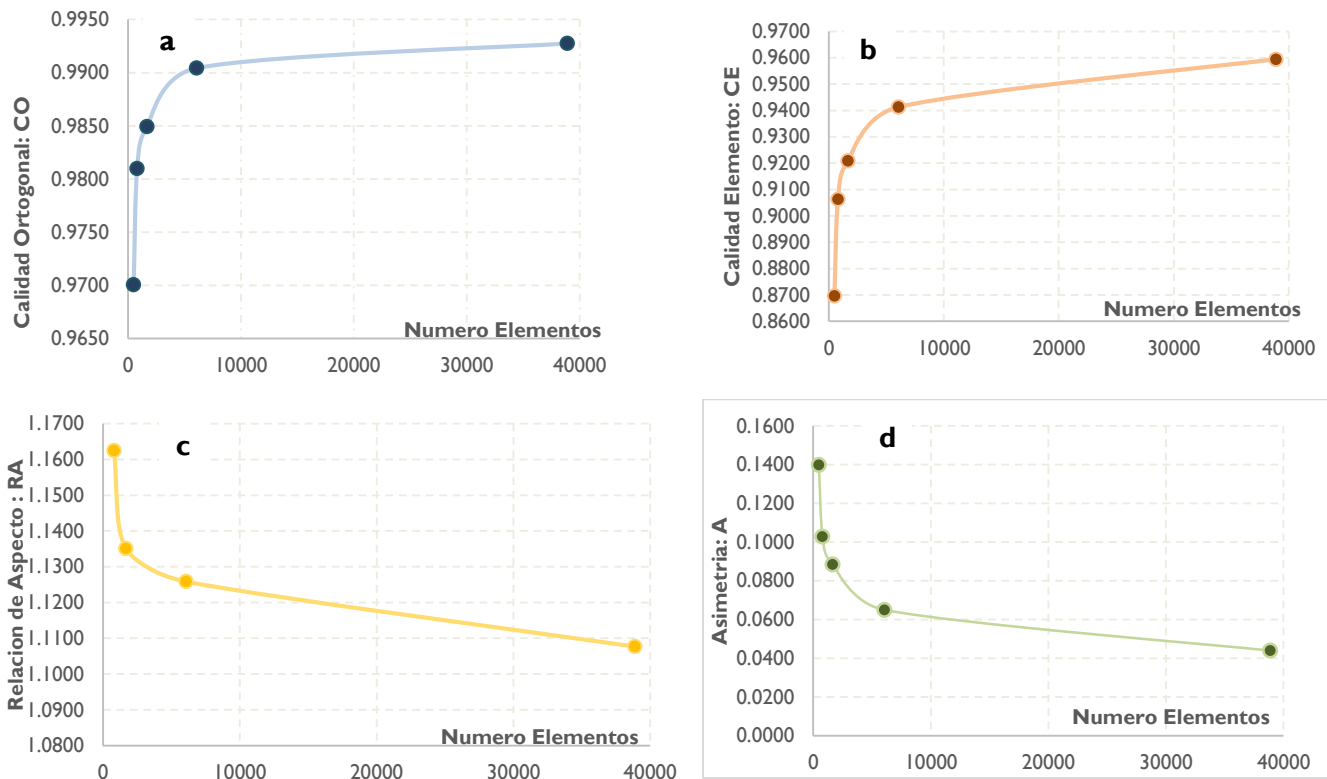 a
Calidad Ortogonal: CO
0.9950
0.9900
0.9850
0.9800
0.9750
0.9700
0.9650
Numero Elementos
0 10000 20000 30000 40000
b
Calidad Elemento: CE
0.9700
0.9600
0.9500
0.9400
0.9300
0.9200
0.9100
0.9000
0.8900
0.8800
0.8700
0.8600
Numero Elementos
0 10000 20000 30000 40000
c
Relacion de Aspecto : RA
1.1700
1.1600
1.1500
1.1400
1.1300
1.1200
1.1100
1.1000
1.0900
1.0800
Numero Elementos
0 10000 20000 30000 40000
d
Asimetria: A
0.1600
0.1400
0.1200
0.1000
0.0800
0.0600
0.0400
0.0200
0.0000
Numero Elementos
0 10000 20000 30000 40000